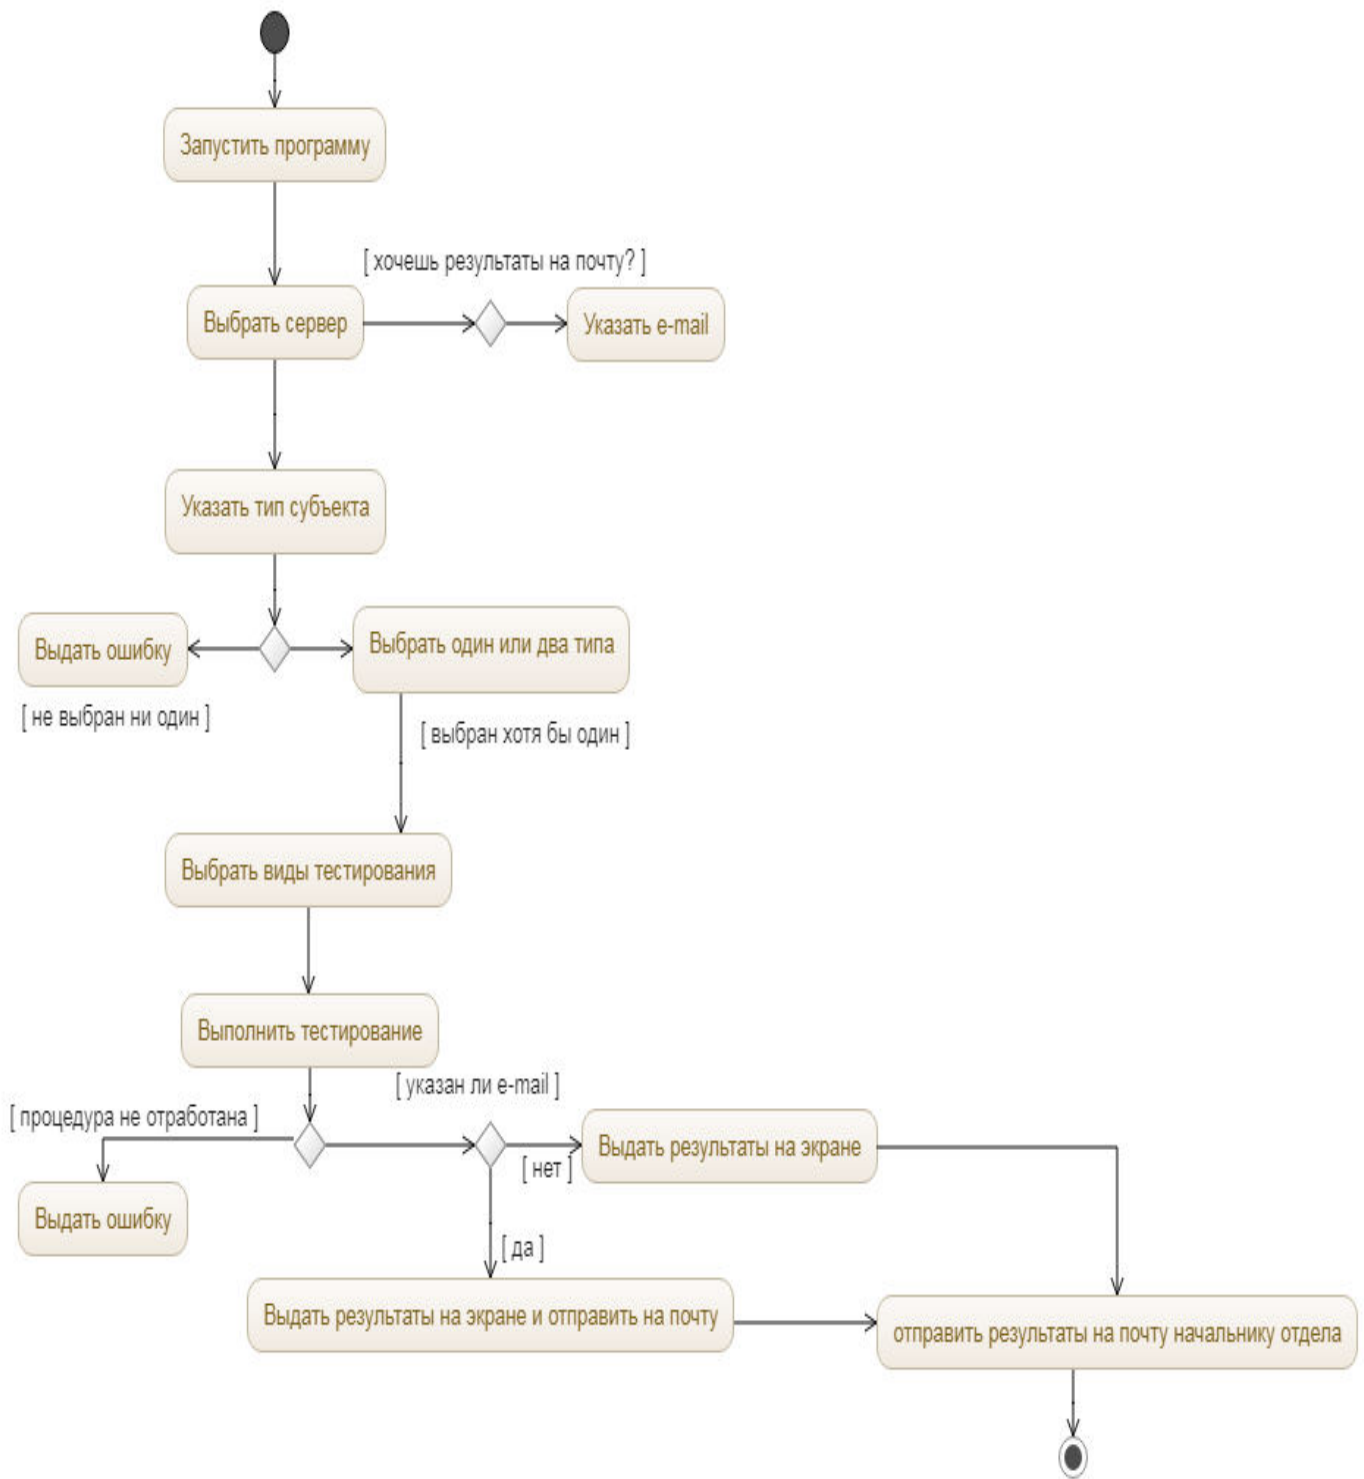 Запустить программу
[ хочешь результаты на почту? ]
Выбрать сервер
Указать e-mail
Указать тип субъекта
Выдать ошибку
Выбрать один или два типа
[ не выбран ни один ]
[ выбран хотя бы один ]
Выбрать виды тестирования
Выполнить тестирование
[ указан ли e-mail ]
[ процедура не отработана ]
Выдать результаты на экране
[ нет ]
Выдать ошибку
[ да ]
Выдать результаты на экране и отправить на почту
отправить результаты на почту начальнику отдела